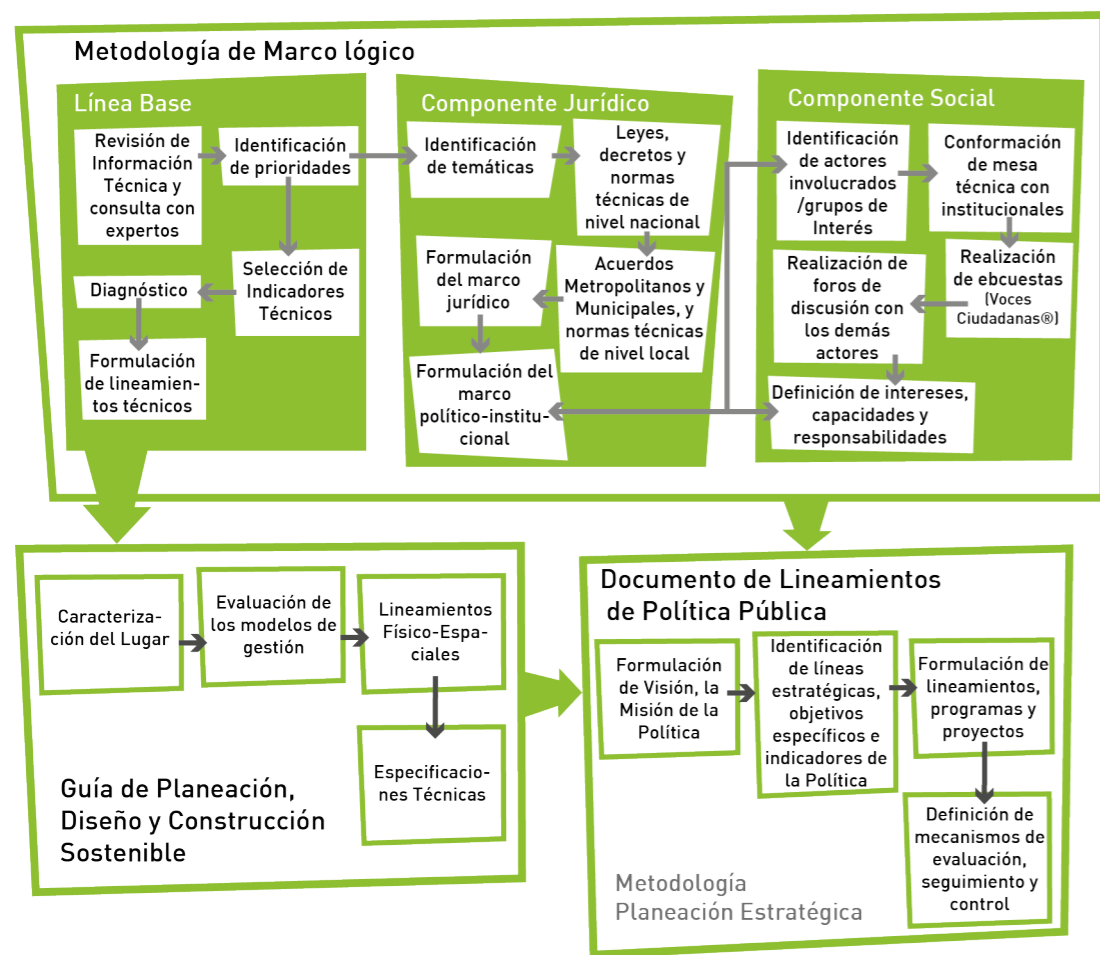 Metodología de Marco lógico
Línea Base
Revisión de
Información
Técnica y
consulta con
expertos
Identificación
de prioridades
Selección de
Indicadores
Técnicos
Diagnóstico
Formulación
de lineamien-
tos técnicos
Componente Jurídico
Identificación
de temáticas
Leyes,
decretos y
normas
técnicas de
nivel nacional
Acuerdos
Metropolitanos y
Municipales, y
normas técnicas
de nivel local
Formulación
del marco
jurídico
Formulación del
marco
político-institu-
cional
Componente Social
Identificación
de actores
involucrados
/grupos de
Interés
Conformación
de mesa
técnica con
institucionales
Realización
de ebcuestas
(Voces
Ciudadanas®)
Realización de
foros de
discusión con
los demás
actores
Definición de intereses,
capacidades y
responsabilidades
Caracteriza-
ción del Lugar
Evaluación de
los modelos de
gestión
Lineamientos
Físico-Espa-
ciales
Especificacio-
nes Técnicas
Guía de Planeación,
Diseño y Construcción
Sostenible
Documento de Lineamientos
de Política Pública
Formulación
de Visión, la
Misión de la
Política
Identificación
de líneas
estratégicas,
objetivos
específicos e
indicadores de
la Política
Formulación de
lineamientos,
programas y
proyectos
Definición de
mecanismos de
evaluación,
seguimiento y
control
Metodología
Planeación Estratégica